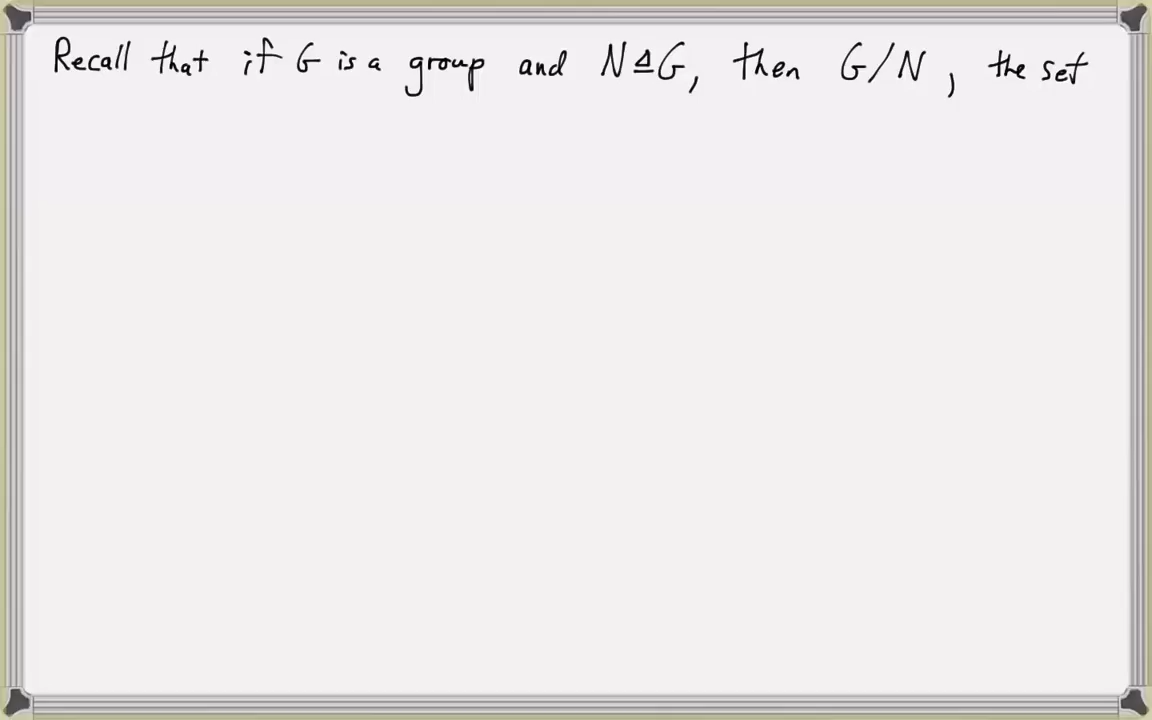 Recall that if G is a group and N⊴G, then G/N, the set